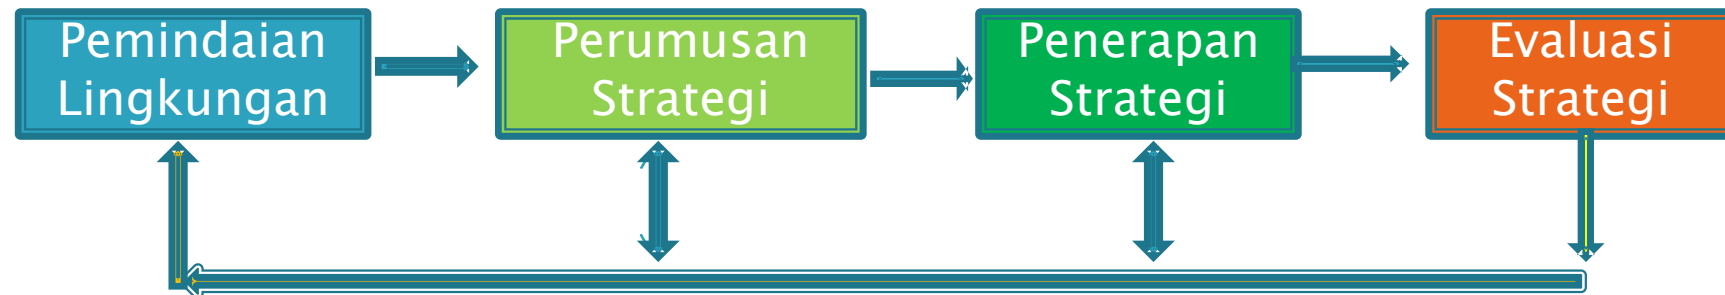 Pemindaian
Lingkungan
Perumusan
Strategi
Penerapan
Strategi
Evaluasi
Strategi